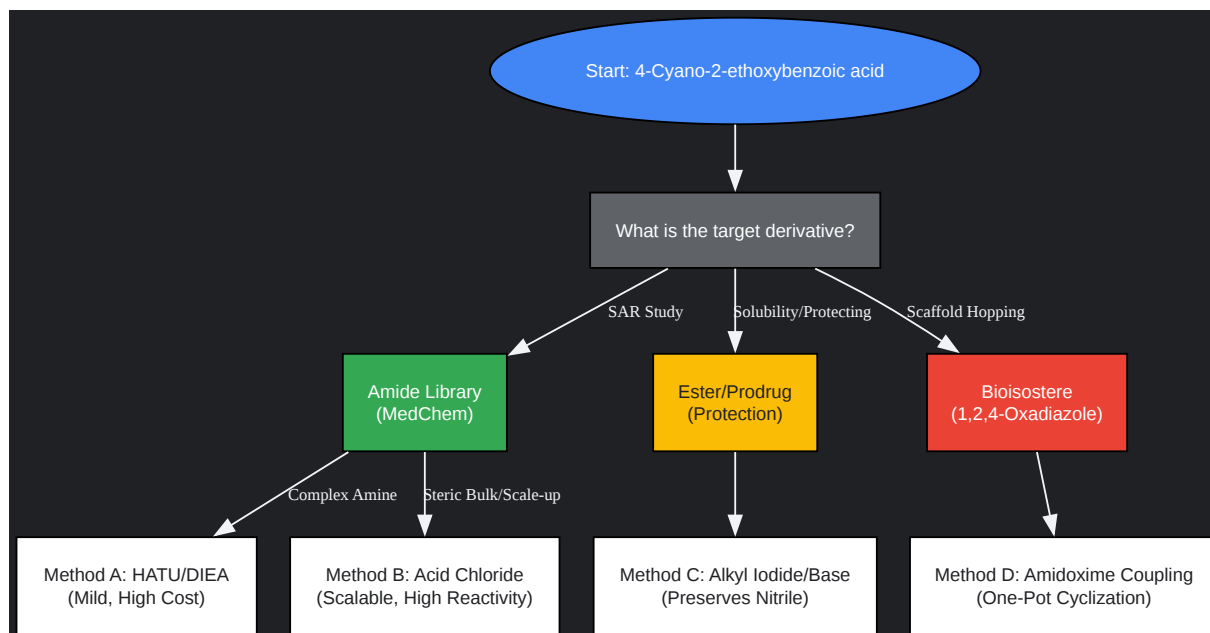 Start: 4-Cyano-2-ethoxybenzoic acid
What is the target derivative?
SAR Study
Solubility/Protecting
Scaffold Hopping
Amide Library
(MedChem)
Ester/Prodrug
(Protection)
Bioisostere
(1,2,4-Oxadiazole)
Complex Amine
Steric Bulk/Scale-up
Method A: HATU/DIEA
(Mild, High Cost)
Method B: Acid Chloride
(Scalable, High Reactivity)
Method C: Alkyl Iodide/Base
(Preserves Nitrile)
Method D: Amidoxime Coupling
(One-Pot Cyclization)